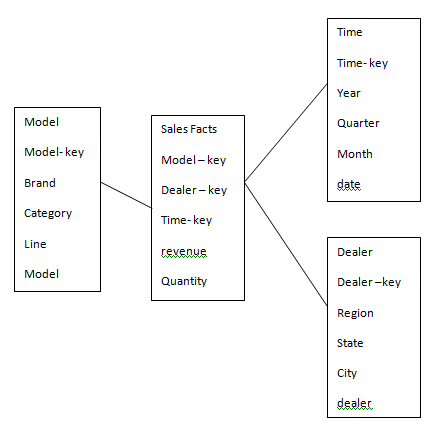 Model
Model- key
Brand
Category
Line
Model
Sales Facts
Model – key
Dealer – key
Time- key
revenue
Quantity
Time
Time- key
Year
Quarter
Month
date
Dealer
Dealer –key
Region
State
City
dealer